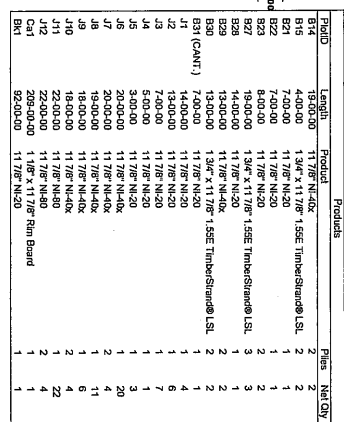 Products
PlotID Length Product Plies Net Qty
B14 19-00-00 11 7/8" NI-40x 2 2
B15 4-00-00 1 3/4" x 11 7/8" 1.55E TimberStrand® LSL 2 2
B21 7-00-00 11 7/8" NI-20 1 1
B22 7-00-00 11 7/8" NI-20 1 1
B23 8-00-00 11 7/8" NI-20 2 2
B27 19-00-00 1 3/4" x 11 7/8" 1.55E TimberStrand® LSL 3 3
B28 14-00-00 11 7/8" NI-20 1 1
B29 13-00-00 11 7/8" NI-40x 2 2
B30 13-00-00 1 3/4" x 11 7/8" 1.55E TimberStrand® LSL 2 2
B31 (CANT.) 7-00-00 11 7/8" NI-20 1 1
J1 14-00-00 11 7/8" NI-20 1 4
J2 13-00-00 11 7/8" NI-20 1 6
J3 7-00-00 11 7/8" NI-20 1 7
J4 5-00-00 11 7/8" NI-20 1 1
J5 3-00-00 11 7/8" NI-20 1 3
J6 20-00-00 11 7/8" NI-40x 1 20
J7 20-00-00 11 7/8" NI-40x 2 4
J8 19-00-00 11 7/8" NI-40x 1 11
J9 18-00-00 11 7/8" NI-40x 1 6
J10 18-00-00 11 7/8" NI-40x 2 4
J11 22-00-00 11 7/8" NI-80 1 22
J12 22-00-00 11 7/8" NI-80 2 4
Ca1 209-00-00 1 1/8" x 11 7/8" Rim Board 1 1
Bk1 92-00-00 11 7/8" NI-20 1 1